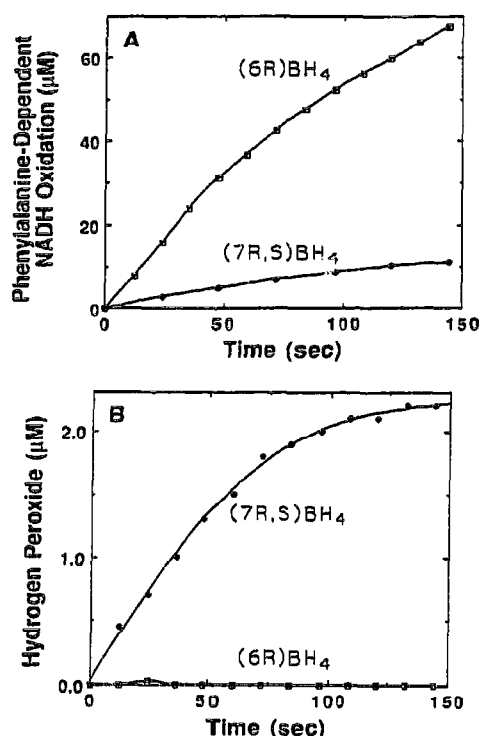 A
60
40
20
0
Phenylalanine-Dependent
NADH Oxidation (μM)
(6R)BH4
(7R,S)BH4
0 50 100 150
Time (sec)
B
2.0
1.0
0.0
Hydrogen Peroxide (μM)
(7R,S)BH4
(6R)BH4
0 50 100 150
Time (sec)